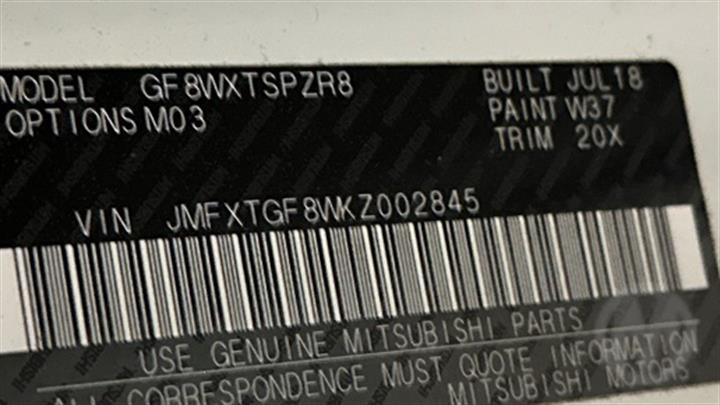 MODEL GF8WXTSPZR8 BUILT JUL18
OPTIONS M03 PAINT W37
TRIM 20X
VIN JMFXTGF8WKZ002845
USE GENUINE MITSUBISHI PARTS
ALL CORRESPONDENCE MUST QUOTE INFORMATION
MITSUBISHI MOTORS